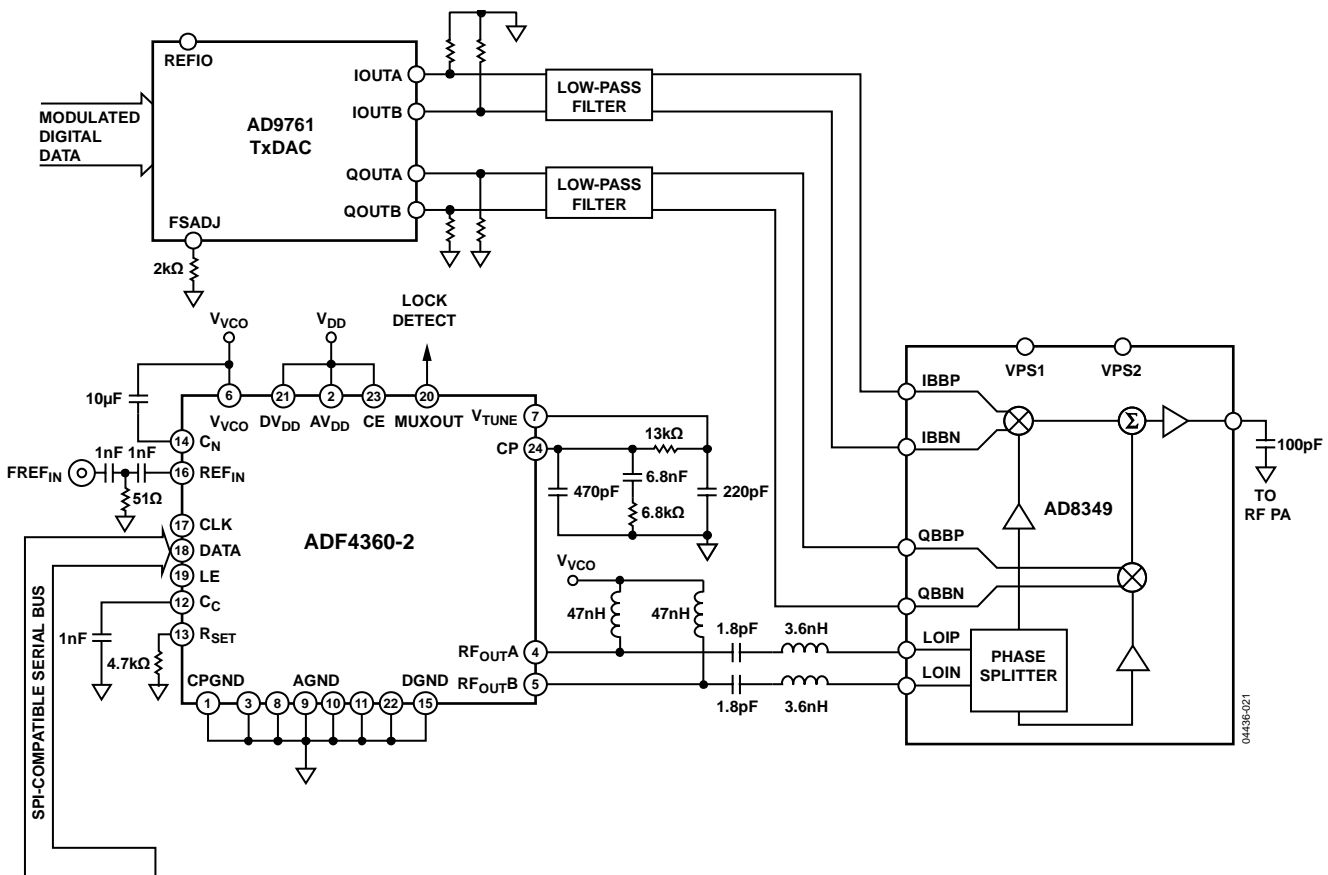 REFIO
IOUTA
IOUTB
QOUTA
QOUTB
AD9761
TxDAC
MODULATED
DIGITAL
DATA
FSADJ
2kΩ
LOW-PASS
FILTER
LOW-PASS
FILTER
LOCK
DETECT
VVCO
VDD
10µF
6
21
2
23
20
VVCO
DVDD
AVDD
CE
MUXOUT
VTUNE
7
CP
24
14
CN
1nF
1nF
FREFIN
16
REFIN
51Ω
17
CLK
18
DATA
19
LE
12
CC
1nF
13
RSET
4.7kΩ
ADF4360-2
13kΩ
470pF
6.8nF
6.8kΩ
220pF
VVCO
47nH
47nH
RFOUTA
4
RFOUTB
5
1.8pF
3.6nH
1.8pF
3.6nH
CPGND
AGND
DGND
1
3
8
9
10
11
22
15
SPI-COMPATIBLE SERIAL BUS
VPS1
VPS2
IBBP
IBBN
QBBP
QBBN
LOIP
LOIN
Σ
AD8349
PHASE
SPLITTER
100pF
TO
RF PA
04436-021